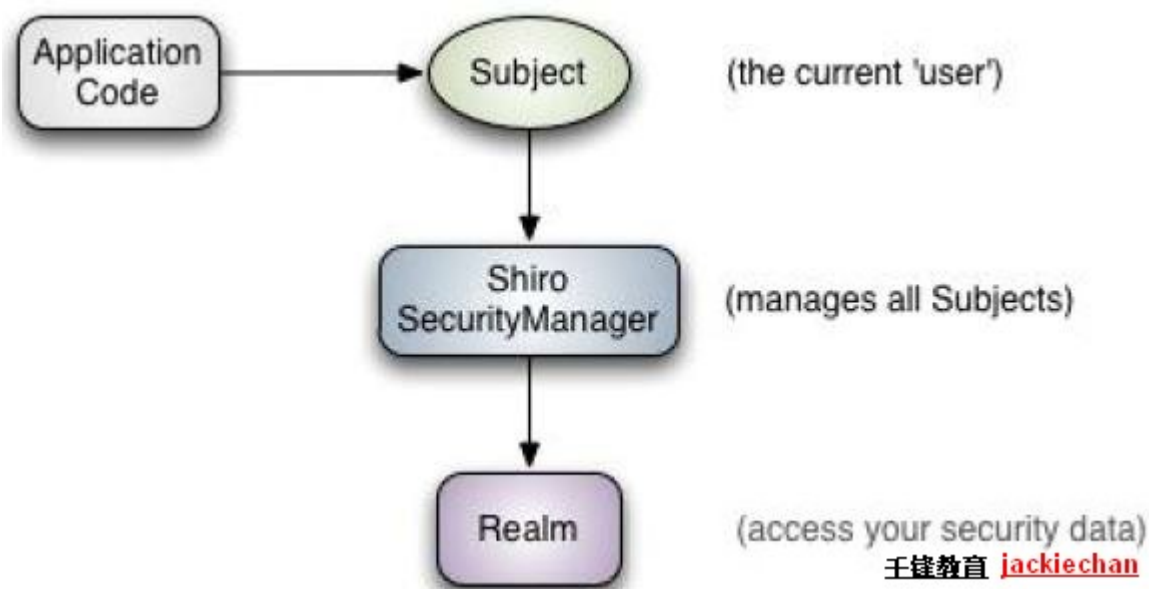 Application
Code
Subject
(the current 'user')
Shiro
SecurityManager
(manages all Subjects)
Realm
(access your security data)
千锋教育 jackiechan